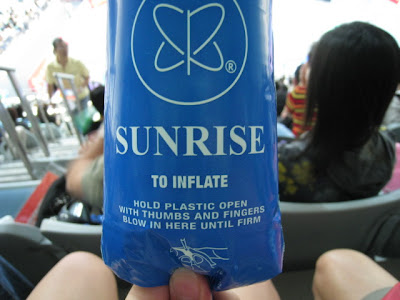 ®
SUNRISE
TO INFLATE
HOLD PLASTIC OPEN
WITH THUMBS AND FINGERS
BLOW IN HERE UNTIL FIRM